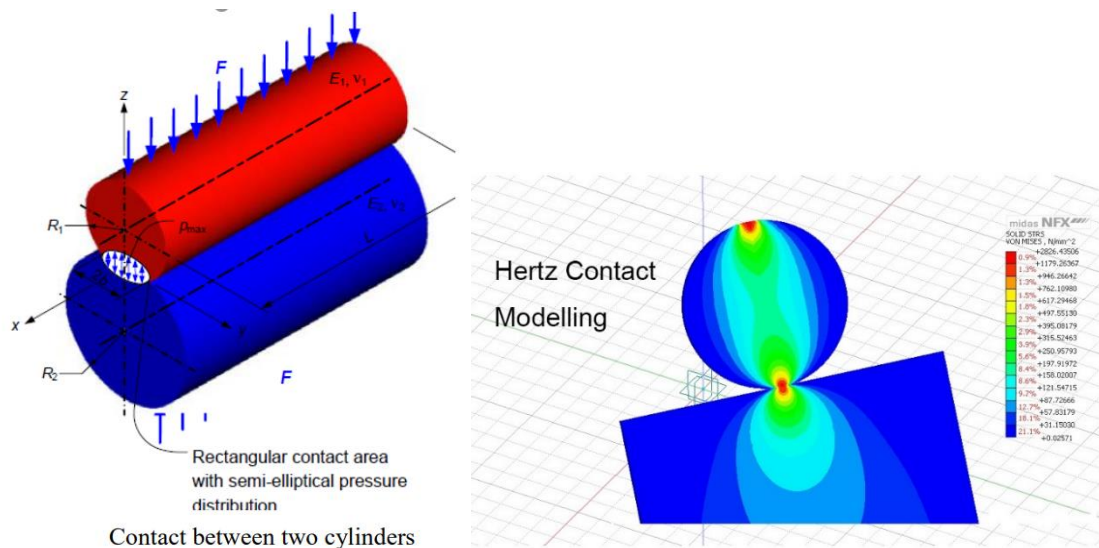 F
E₁, ν₁
z
E₂, ν₂
R₁
p_max
L
x
y
R₂
F
Rectangular contact area
with semi-elliptical pressure
distribution
Contact between two cylinders
Hertz Contact
Modelling
midas NFX
SOLID STRS
VON MISES , N/mm^2
+2826.43506
0.9%
+1179.26367
1.3%
+946.26642
1.3%
+762.10980
1.5%
+617.29468
1.8%
+497.55130
2.3%
+395.08179
2.9%
+315.52463
3.9%
+250.95793
5.6%
+197.91972
8.4%
+158.02007
8.6%
+121.54715
9.7%
+87.72666
12.7%
+57.83179
18.1%
+31.15030
21.1%
+0.02571